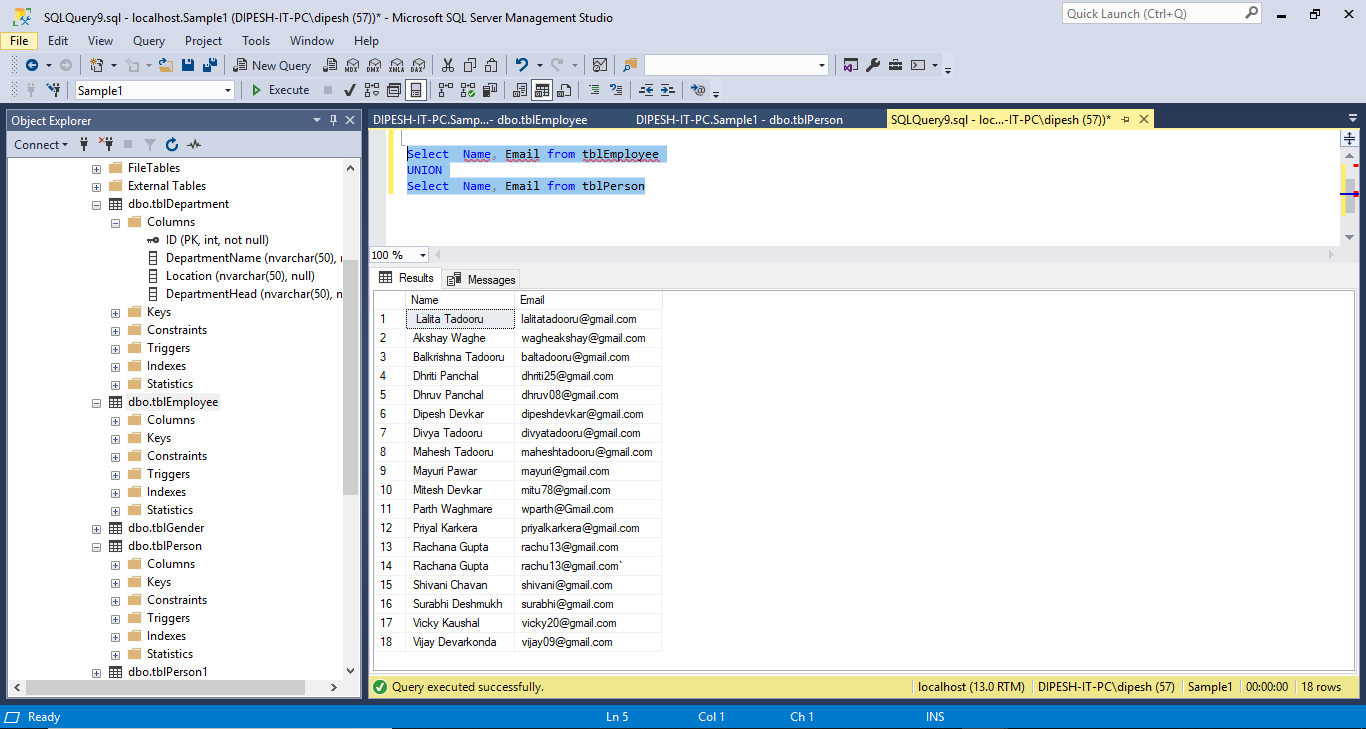 SQLQuery9.sql - localhost.Sample1 (DIPESH-IT-PC\dipesh (57))* - Microsoft SQL Server Management Studio
Quick Launch (Ctrl+Q)
File Edit View Query Project Tools Window Help
New Query MDX DMX XMLA DAX
Sample1 Execute
Object Explorer
Connect
FileTables
External Tables
dbo.tblDepartment
Columns
ID (PK, int, not null)
DepartmentName (nvarchar(50), n
Location (nvarchar(50), null)
DepartmentHead (nvarchar(50), n
Keys
Constraints
Triggers
Indexes
Statistics
dbo.tblEmployee
Columns
Keys
Constraints
Triggers
Indexes
Statistics
dbo.tblGender
dbo.tblPerson
Columns
Keys
Constraints
Triggers
Indexes
Statistics
dbo.tblPerson1
DIPESH-IT-PC.Samp...- dbo.tblEmployee DIPESH-IT-PC.Sample1 - dbo.tblPerson SQLQuery9.sql - loc...-IT-PC\dipesh (57))*
Select  Name, Email from tblEmployee
UNION
Select  Name, Email from tblPerson
100 %
Results Messages
Name Email
1 Lalita Tadooru lalitatadooru@gmail.com
2 Akshay Waghe wagheakshay@gmail.com
3 Balkrishna Tadooru baltadooru@gmail.com
4 Dhriti Panchal dhriti25@gmail.com
5 Dhruv Panchal dhruv08@gmail.com
6 Dipesh Devkar dipeshdevkar@gmail.com
7 Divya Tadooru divyatadooru@gmail.com
8 Mahesh Tadooru maheshtadooru@gmail.com
9 Mayuri Pawar mayuri@gmail.com
10 Mitesh Devkar mitu78@gmail.com
11 Parth Waghmare wparth@Gmail.com
12 Priyal Karkera priyalkarkera@gmail.com
13 Rachana Gupta rachu13@gmail.com
14 Rachana Gupta rachu13@gmail.com`
15 Shivani Chavan shivani@gmail.com
16 Surabhi Deshmukh surabhi@gmail.com
17 Vicky Kaushal vicky20@gmail.com
18 Vijay Devarkonda vijay09@gmail.com
Query executed successfully. localhost (13.0 RTM) DIPESH-IT-PC\dipesh (57) Sample1 00:00:00 18 rows
Ready Ln 5 Col 1 Ch 1 INS